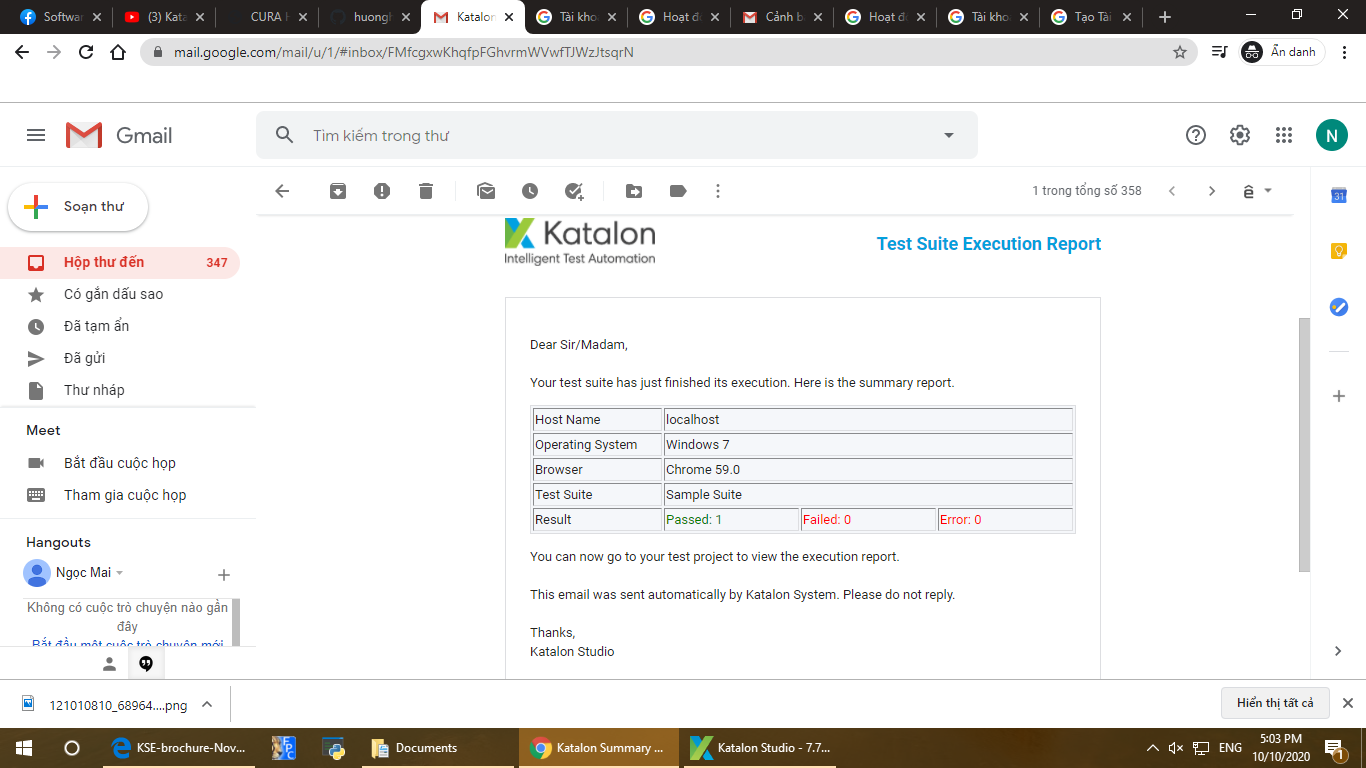 Softwar
(3) Kata
CURA H
huongl
Katalon
Tài kho
Hoạt đ
Cảnh b
Hoạt đ
Tài kho
Tạo Tài
mail.google.com/mail/u/1/#inbox/FMfcgxwKhqfpFGhvrmWVwfTJWzJtsqrN
Ẩn danh
Gmail
Tìm kiếm trong thư
N
Soạn thư
1 trong tổng số 358
ê
31
Hộp thư đến 347
Có gắn dấu sao
Đã tạm ẩn
Đã gửi
Thư nháp
Meet
Bắt đầu cuộc họp
Tham gia cuộc họp
Hangouts
Ngọc Mai
Không có cuộc trò chuyện nào gần
đây
Bắt đầu một cuộc trò chuyện mới
Katalon
Intelligent Test Automation
Test Suite Execution Report
Dear Sir/Madam,
Your test suite has just finished its execution. Here is the summary report.
Host Name localhost
Operating System Windows 7
Browser Chrome 59.0
Test Suite Sample Suite
Result Passed: 1 Failed: 0 Error: 0
You can now go to your test project to view the execution report.
This email was sent automatically by Katalon System. Please do not reply.
Thanks,
Katalon Studio
121010810_68964....png
Hiển thị tất cả
KSE-brochure-Nov...
FPC
Documents
Katalon Summary ...
Katalon Studio - 7.7...
ENG
5:03 PM
10/10/2020
1